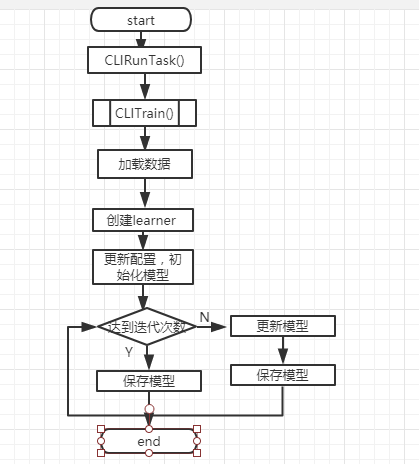 start
CLIRunTask()
CLITrain()
加载数据
创建learner
更新配置，初
始化模型
达到迭代次数
N
更新模型
Y
保存模型
保存模型
end